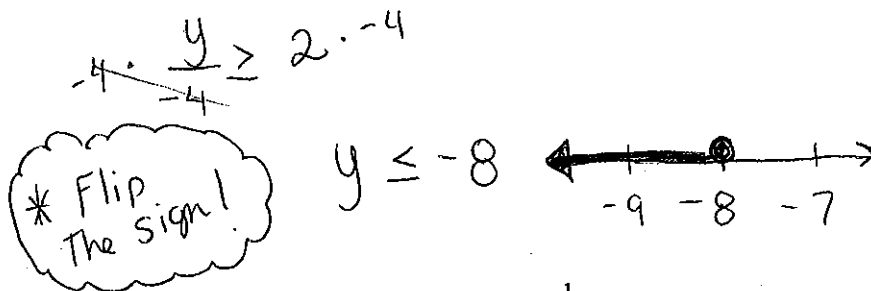 -4 · y/-4 ≥ 2 · -4
* Flip
The sign!
y ≤ -8
-9 -8 -7